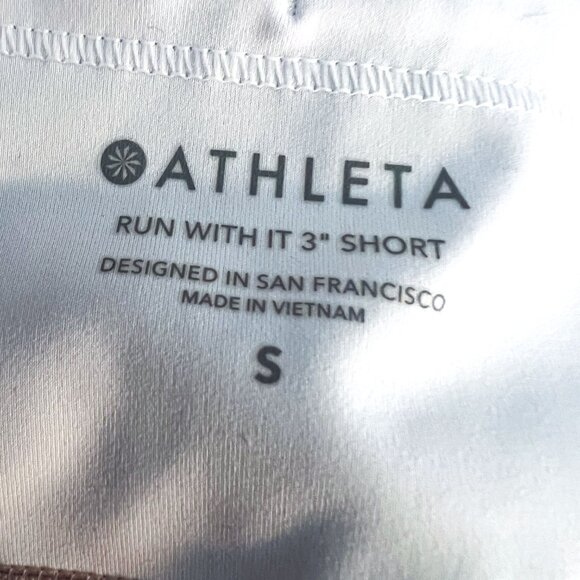 ATHLETA
RUN WITH IT 3" SHORT
DESIGNED IN SAN FRANCISCO
MADE IN VIETNAM
S